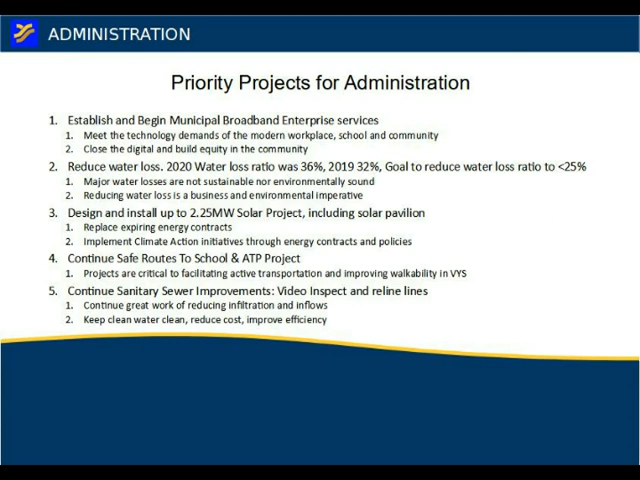 ADMINISTRATION
Priority Projects for Administration
1. Establish and Begin Municipal Broadband Enterprise services
1. Meet the technology demands of the modern workplace, school and community
2. Close the digital and build equity in the community
2. Reduce water loss. 2020 Water loss ratio was 36%, 2019 32%, Goal to reduce water loss ratio to <25%
1. Major water losses are not sustainable nor environmentally sound
2. Reducing water loss is a business and environmental imperative
3. Design and install up to 2.25MW Solar Project, including solar pavilion
1. Replace expiring energy contracts
2. Implement Climate Action initiatives through energy contracts and policies
4. Continue Safe Routes To School & ATP Project
1. Projects are critical to facilitating active transportation and improving walkability in VYS
5. Continue Sanitary Sewer Improvements: Video Inspect and reline lines
1. Continue great work of reducing infiltration and inflows
2. Keep clean water clean, reduce cost, improve efficiency